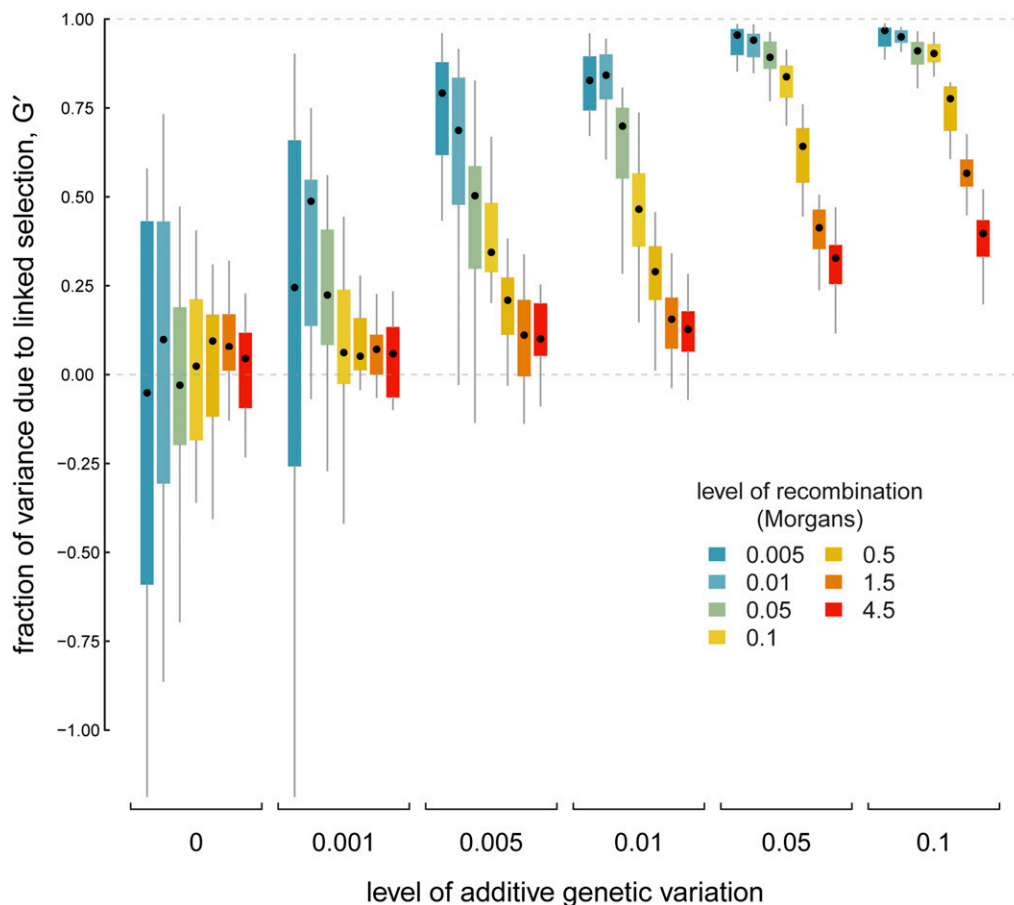 fraction of variance due to linked selection, G′
1.00
0.75
0.50
0.25
0.00
−0.25
−0.50
−0.75
−1.00
level of recombination
(Morgans)
0.005 0.5
0.01 1.5
0.05 4.5
0.1
0 0.001 0.005 0.01 0.05 0.1
level of additive genetic variation